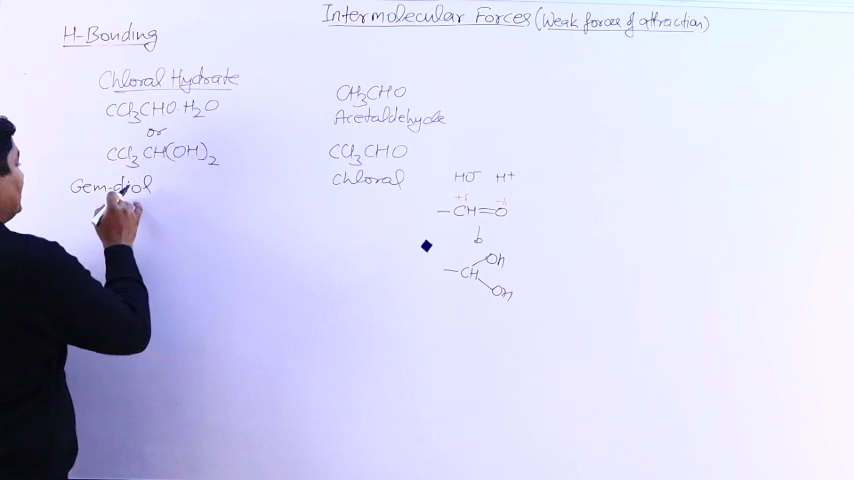 Intermolecular Forces (Weak forces of attraction)
H-Bonding
Chloral Hydrate
CCl3CHO.H2O
or
CCl3CH(OH)2
Gem-diol
CH3CHO
Acetaldehyde
CCl3CHO
Chloral
HO- H+
+δ -δ
-CH=O
↓
-CH
OH
OH